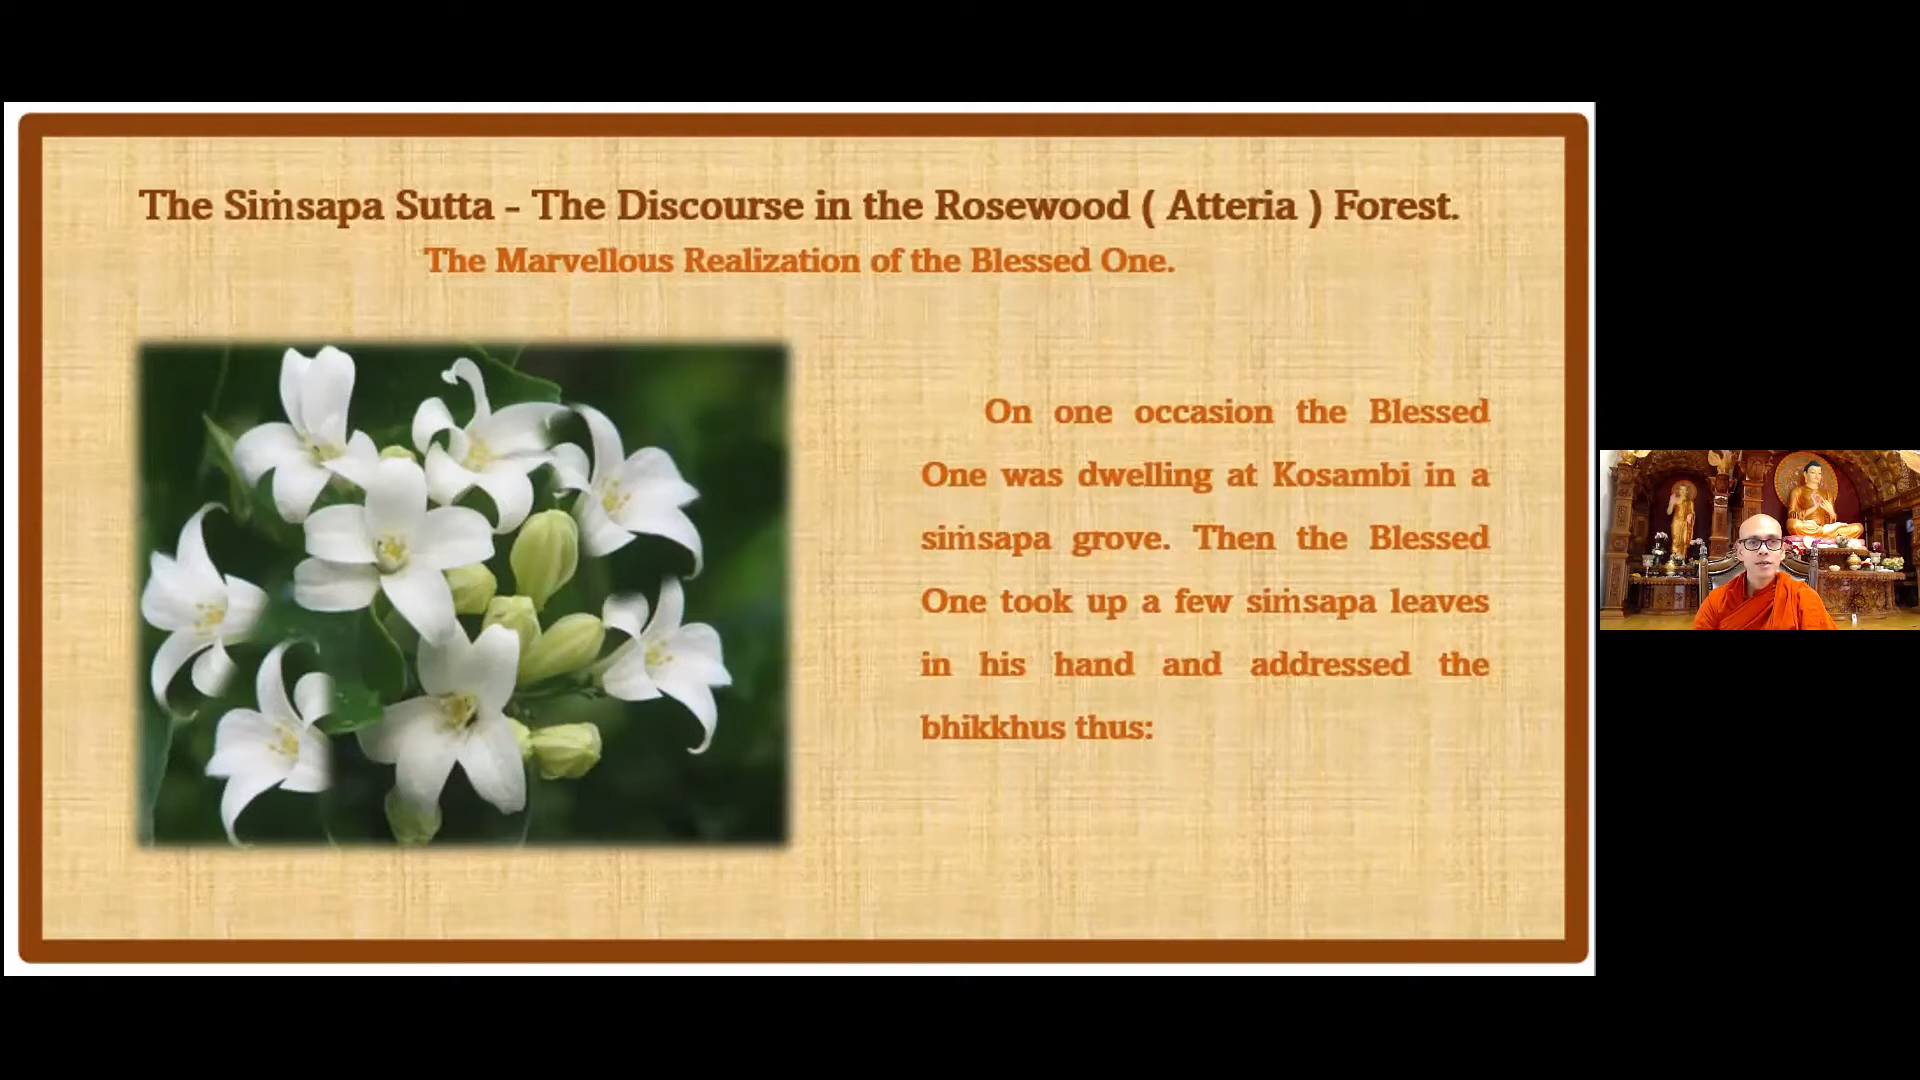 The Siṁsapa Sutta - The Discourse in the Rosewood ( Atteria ) Forest.
The Marvellous Realization of the Blessed One.
On one occasion the Blessed
One was dwelling at Kosambi in a
siṁsapa grove. Then the Blessed
One took up a few siṁsapa leaves
in his hand and addressed the
bhikkhus thus: